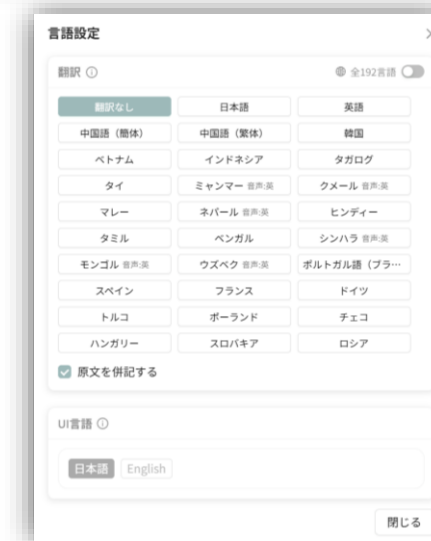 言語設定
翻訳 全192言語
翻訳なし 日本語 英語
中国語（簡体） 中国語（繁体） 韓国
ベトナム インドネシア タガログ
タイ ミャンマー 音声:英 クメール 音声:英
マレー ネパール 音声:英 ヒンディー
タミル ベンガル シンハラ 音声:英
モンゴル 音声:英 ウズベク 音声:英 ポルトガル語（ブラ…
スペイン フランス ドイツ
トルコ ポーランド チェコ
ハンガリー スロバキア ロシア
原文を併記する
UI言語
日本語 English
閉じる